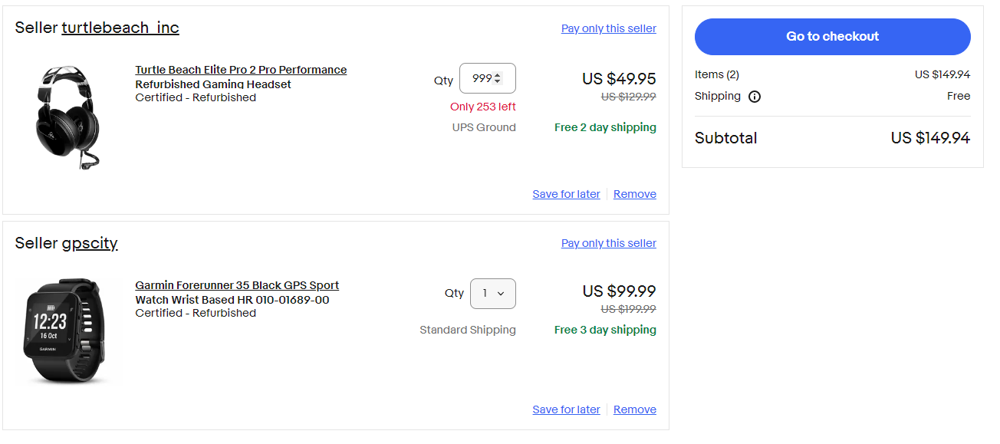 Seller turtlebeach_inc
Pay only this seller
Turtle Beach Elite Pro 2 Pro Performance
Refurbished Gaming Headset
Certified - Refurbished
Qty 999
Only 253 left
UPS Ground
US $49.95
US $129.99
Free 2 day shipping
Save for later
Remove
Seller gpscity
Pay only this seller
12:23
16 Oct
GARMIN
Garmin Forerunner 35 Black GPS Sport
Watch Wrist Based HR 010-01689-00
Certified - Refurbished
Qty 1
Standard Shipping
US $99.99
US $199.99
Free 3 day shipping
Save for later
Remove
Go to checkout
Items (2) US $149.94
Shipping Free
Subtotal US $149.94